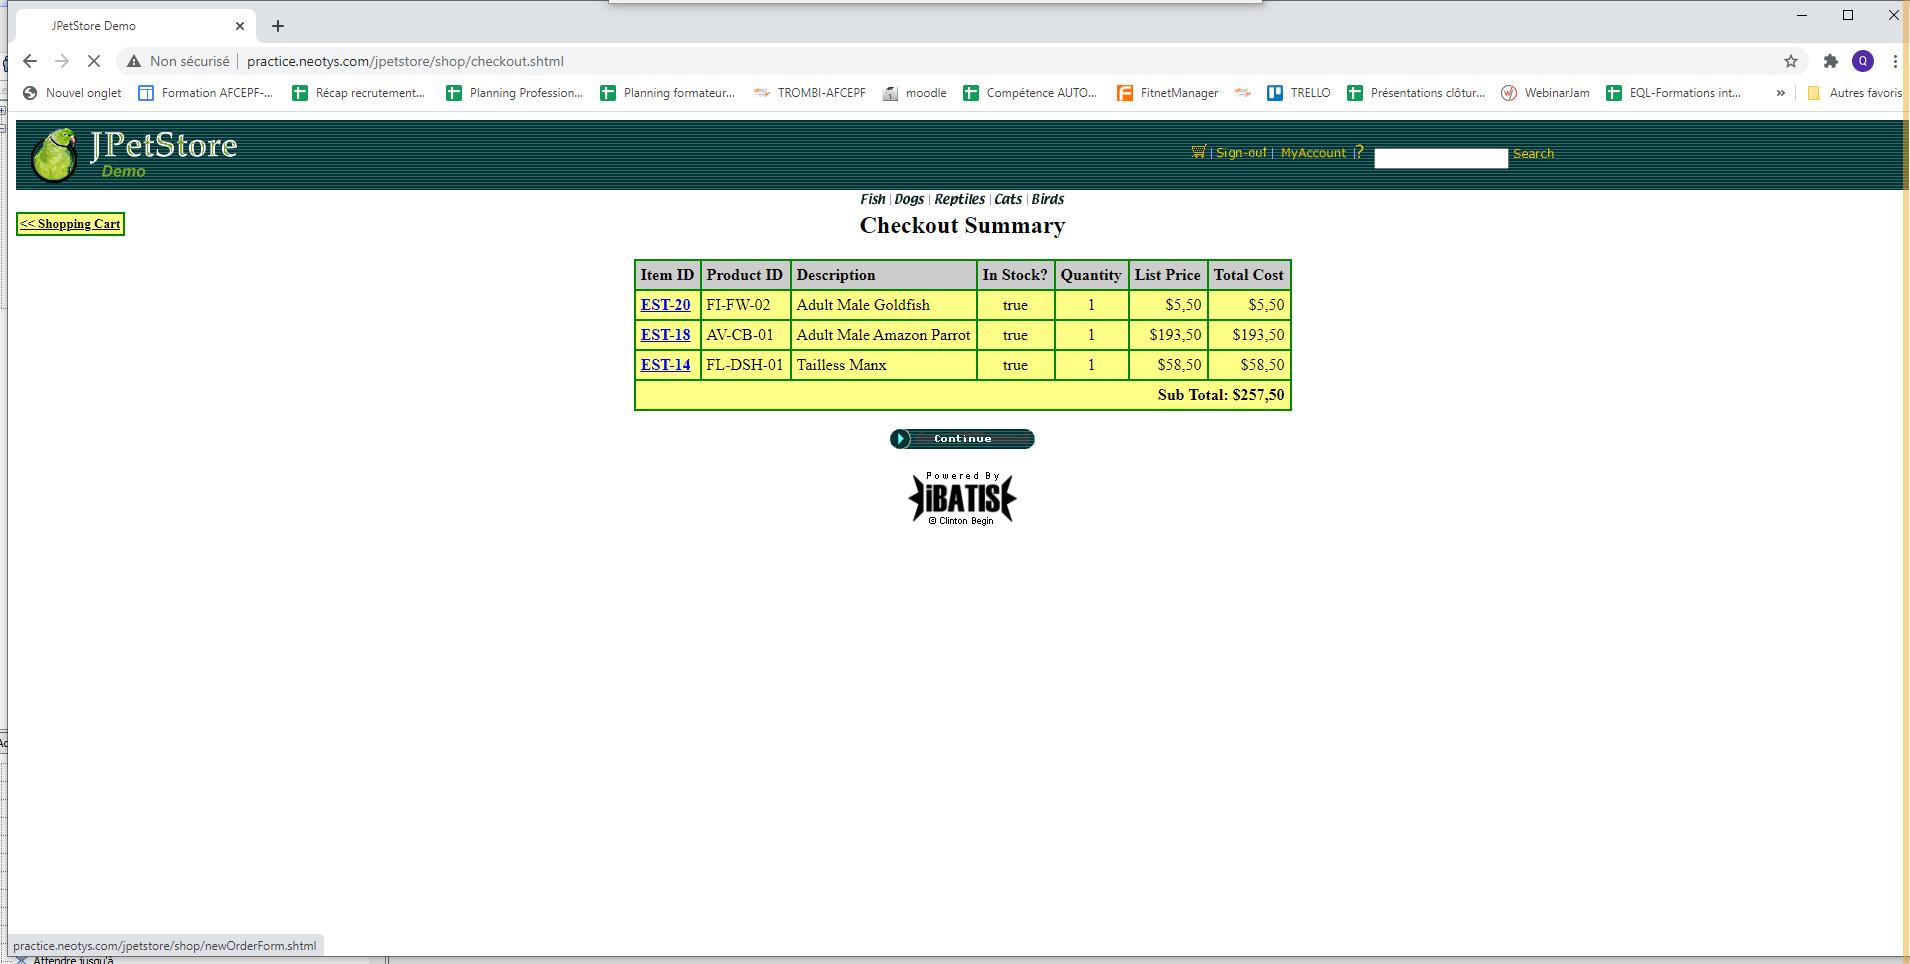 JPetStore Demo
Non sécurisé | practice.neotys.com/jpetstore/shop/checkout.shtml
Q
Nouvel onglet Formation AFCEPF-... Récap recrutement... Planning Profession... Planning formateur... TROMBI-AFCEPF moodle Compétence AUTO... FitnetManager TRELLO Présentations clôtur... WebinarJam EQL-Formations int... » Autres favoris
JPetStore
Demo
| Sign-out | MyAccount | ? Search
Fish | Dogs | Reptiles | Cats | Birds
<< Shopping Cart
Checkout Summary
Item ID Product ID Description In Stock? Quantity List Price Total Cost
EST-20 FI-FW-02 Adult Male Goldfish true 1 $5,50 $5,50
EST-18 AV-CB-01 Adult Male Amazon Parrot true 1 $193,50 $193,50
EST-14 FL-DSH-01 Tailless Manx true 1 $58,50 $58,50
Sub Total: $257,50
Continue
Powered By
iBATIS
© Clinton Begin
practice.neotys.com/jpetstore/shop/newOrderForm.shtml
Attendre jusqu'à